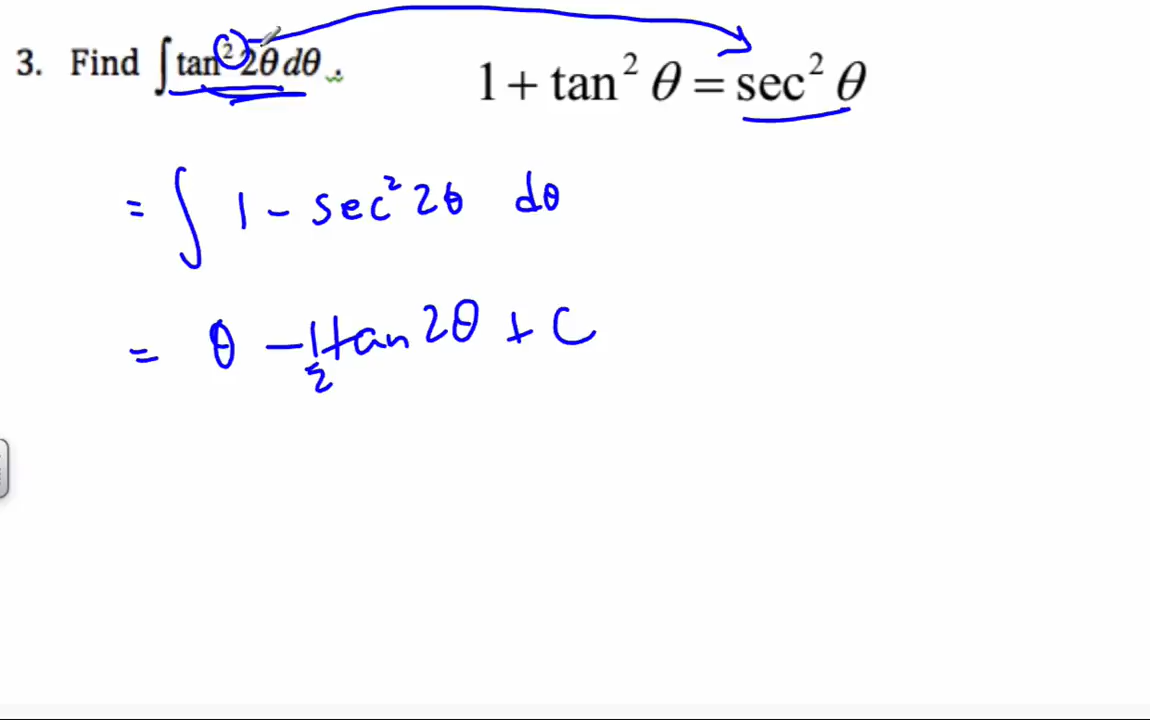 3. Find ∫tan² 2θ dθ .
1 + tan² θ = sec² θ
= ∫ 1 - sec² 2θ dθ
= θ - 1/2 tan 2θ + C